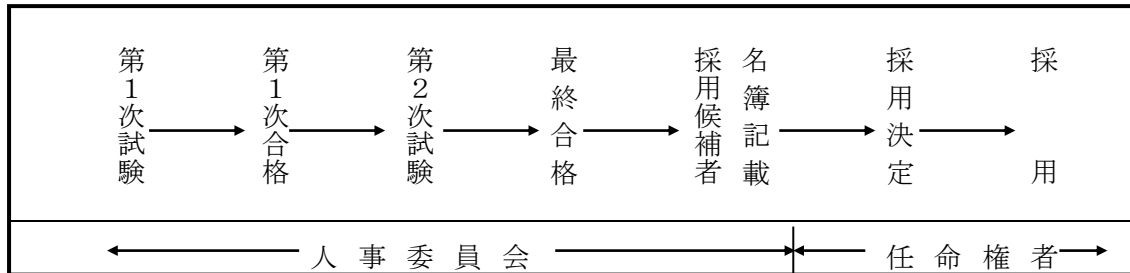 第１次試験
第１次合格
第２次試験
最終合格
採用候補者
名簿記載
採用決定
採用
人事委員会
任命権者